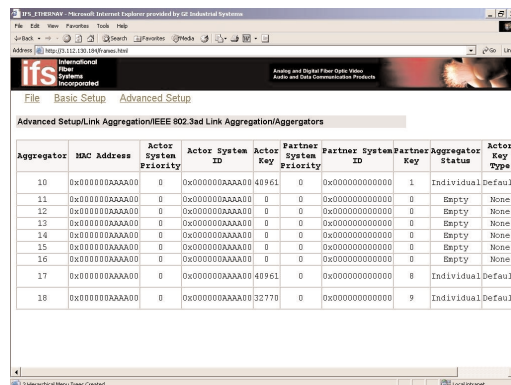 IFS_ETHERNAV - Microsoft Internet Explorer provided by GE Industrial Systems
File Edit View Favorites Tools Help
Back Search Favorites Media
Address http://3.112.130.184/frames.html Go
ifs International Fiber Systems Incorporated
Analog and Digital Fiber Optic Video
Audio and Data Communication Products
File Basic Setup Advanced Setup
Advanced Setup/Link Aggregation/IEEE 802.3ad Link Aggregation/Aggergators
Aggregator MAC Address Actor System Priority Actor System ID Actor Key Partner System Priority Partner System ID Partner Key Aggregator Status Actor Key Type
10 0x000000AAAA00 0 0x000000AAAA00 40961 0 0x000000000000 1 Individual Defaul
11 0x000000AAAA00 0 0x000000AAAA00 0 0 0x000000000000 0 Empty None
12 0x000000AAAA00 0 0x000000AAAA00 0 0 0x000000000000 0 Empty None
13 0x000000AAAA00 0 0x000000AAAA00 0 0 0x000000000000 0 Empty None
14 0x000000AAAA00 0 0x000000AAAA00 0 0 0x000000000000 0 Empty None
15 0x000000AAAA00 0 0x000000AAAA00 0 0 0x000000000000 0 Empty None
16 0x000000AAAA00 0 0x000000AAAA00 0 0 0x000000000000 0 Empty None
17 0x000000AAAA00 0 0x000000AAAA00 40961 0 0x000000000000 8 Individual Defaul
18 0x000000AAAA00 0 0x000000AAAA00 32770 0 0x000000000000 9 Individual Defaul
3 Hierarchical Menu Trees Created Local intranet